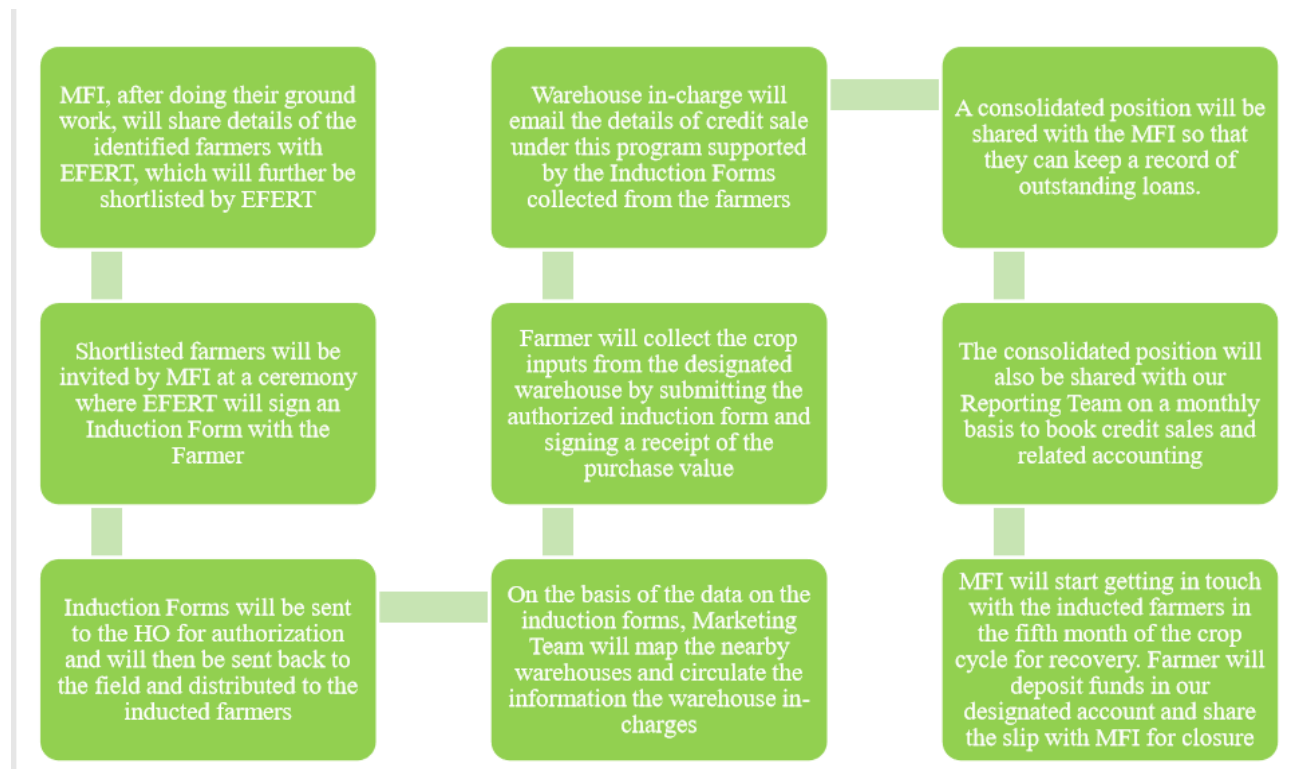 MFI, after doing their ground
work, will share details of the
identified farmers with
EFERT, which will further be
shortlisted by EFERT
Shortlisted farmers will be
invited by MFI at a ceremony
where EFERT will sign an
Induction Form with the
Farmer
Induction Forms will be sent
to the HO for authorization
and will then be sent back to
the field and distributed to the
inducted farmers
On the basis of the data on the
induction forms, Marketing
Team will map the nearby
warehouses and circulate the
information the warehouse in-
charges
Farmer will collect the crop
inputs from the designated
warehouse by submitting the
authorized induction form and
signing a receipt of the
purchase value
Warehouse in-charge will
email the details of credit sale
under this program supported
by the Induction Forms
collected from the farmers
A consolidated position will be
shared with the MFI so that
they can keep a record of
outstanding loans.
The consolidated position will
also be shared with our
Reporting Team on a monthly
basis to book credit sales and
related accounting
MFI will start getting in touch
with the inducted farmers in
the fifth month of the crop
cycle for recovery. Farmer will
deposit funds in our
designated account and share
the slip with MFI for closure